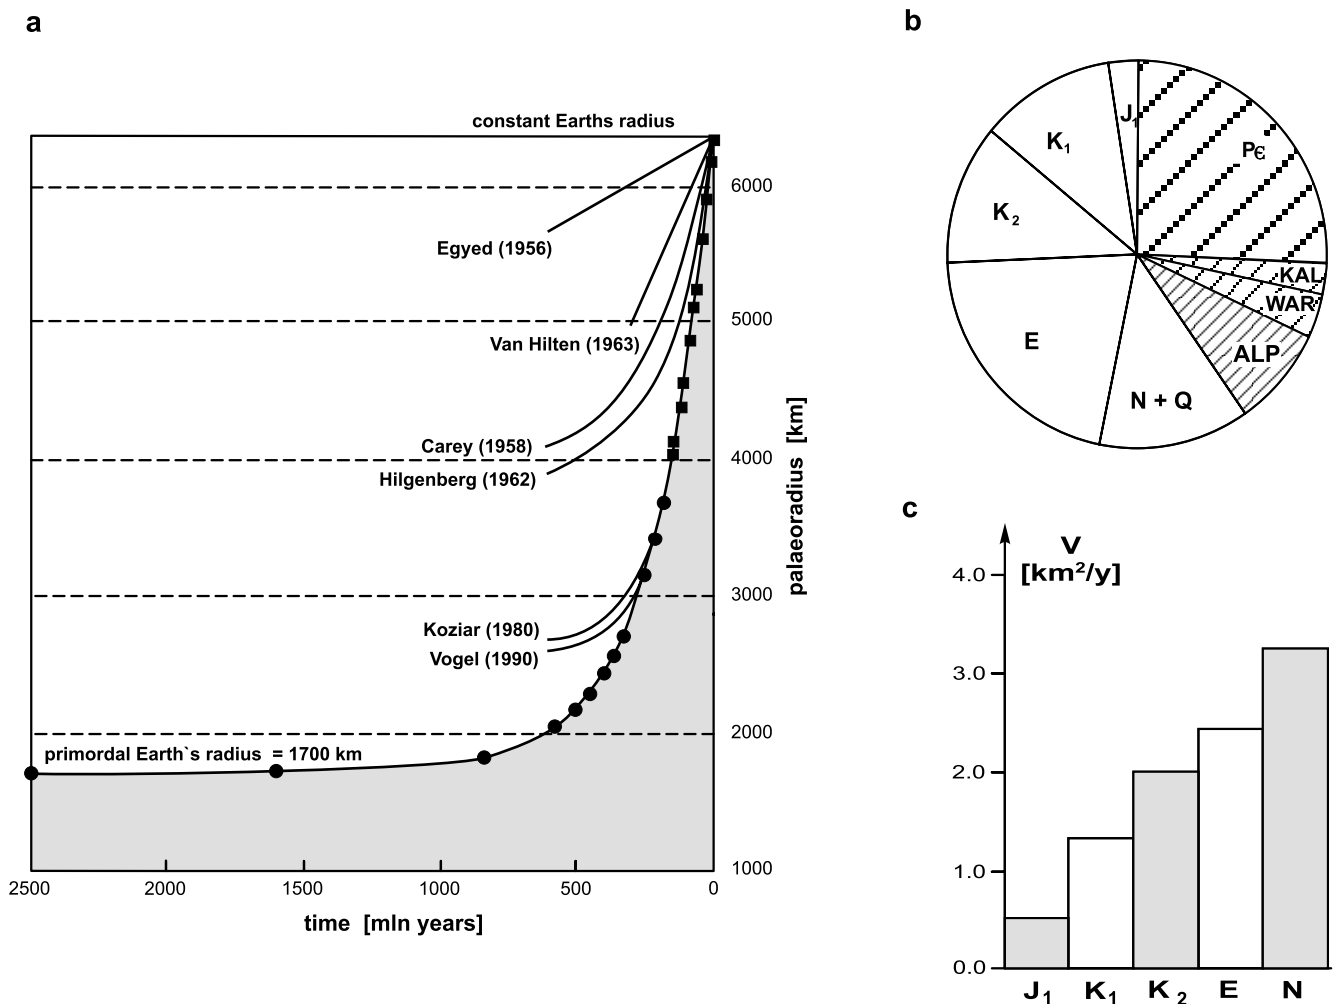 a
constant Earths radius
6000
Egyed (1956)
5000
Van Hilten (1963)
Carey (1958)
4000
Hilgenberg (1962)
palaeoradius [km]
3000
Koziar (1980)
Vogel (1990)
2000
primordal Earth`s radius = 1700 km
1000
2500 2000 1500 1000 500 0
time [mln years]
b
J₁
K₁
PЄ
K₂
KAL
WAR
E
ALP
N + Q
c
V
[km²/y]
4.0
3.0
2.0
1.0
0.0
J₁ K₁ K₂ E N